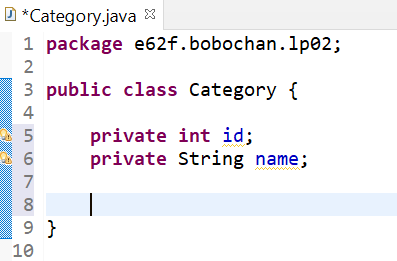 *Category.java
1 package e62f.bobochan.lp02;
2
3 public class Category {
4
5 private int id;
6 private String name;
7
8
9 }
10